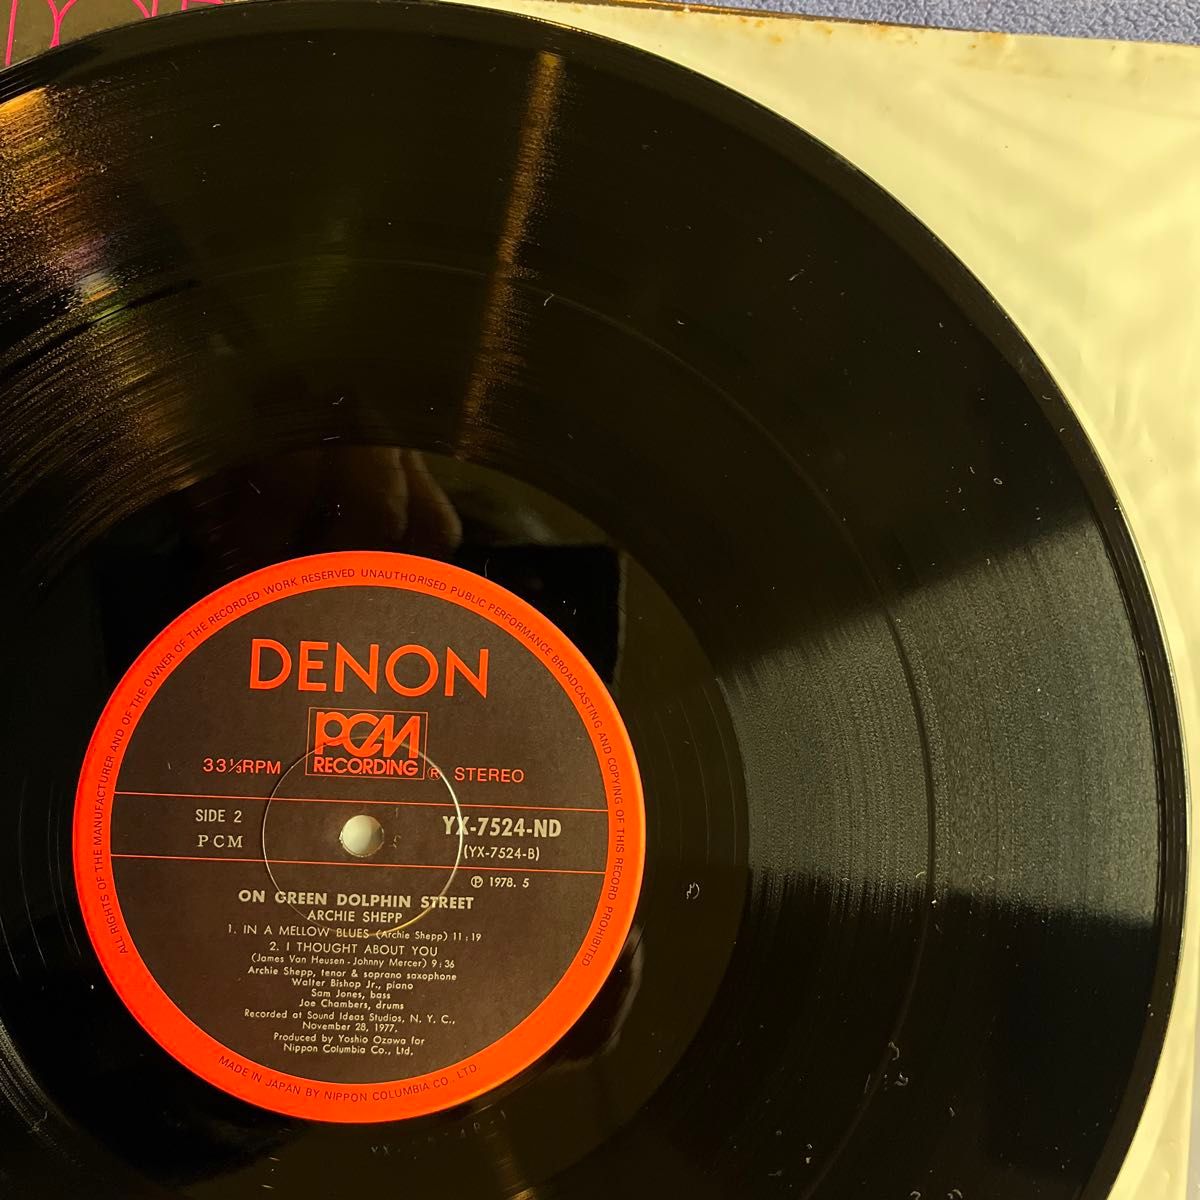 ALL RIGHTS OF THE MANUFACTURER AND OF THE OWNER OF THE RECORDED WORK RESERVED UNAUTHORISED PUBLIC PERFORMANCE BROADCASTING AND COPYING OF THIS RECORD PROHIBITED
DENON
PCM
RECORDING ®
33⅓RPM STEREO
SIDE 2
PCM
YX-7524-ND
(YX-7524-B)
Ⓟ 1978. 5
ON GREEN DOLPHIN STREET
ARCHIE SHEPP
1. IN A MELLOW BLUES (Archie Shepp) 11:19
2. I THOUGHT ABOUT YOU
(James Van Heusen - Johnny Mercer) 9:36
Archie Shepp, tenor & soprano saxophone
Walter Bishop Jr., piano
Sam Jones, bass
Joe Chambers, drums
Recorded at Sound Ideas Studios, N. Y. C.,
November 28, 1977.
Produced by Yoshio Ozawa for
Nippon Columbia Co., Ltd.
MADE IN JAPAN BY NIPPON COLUMBIA CO., LTD